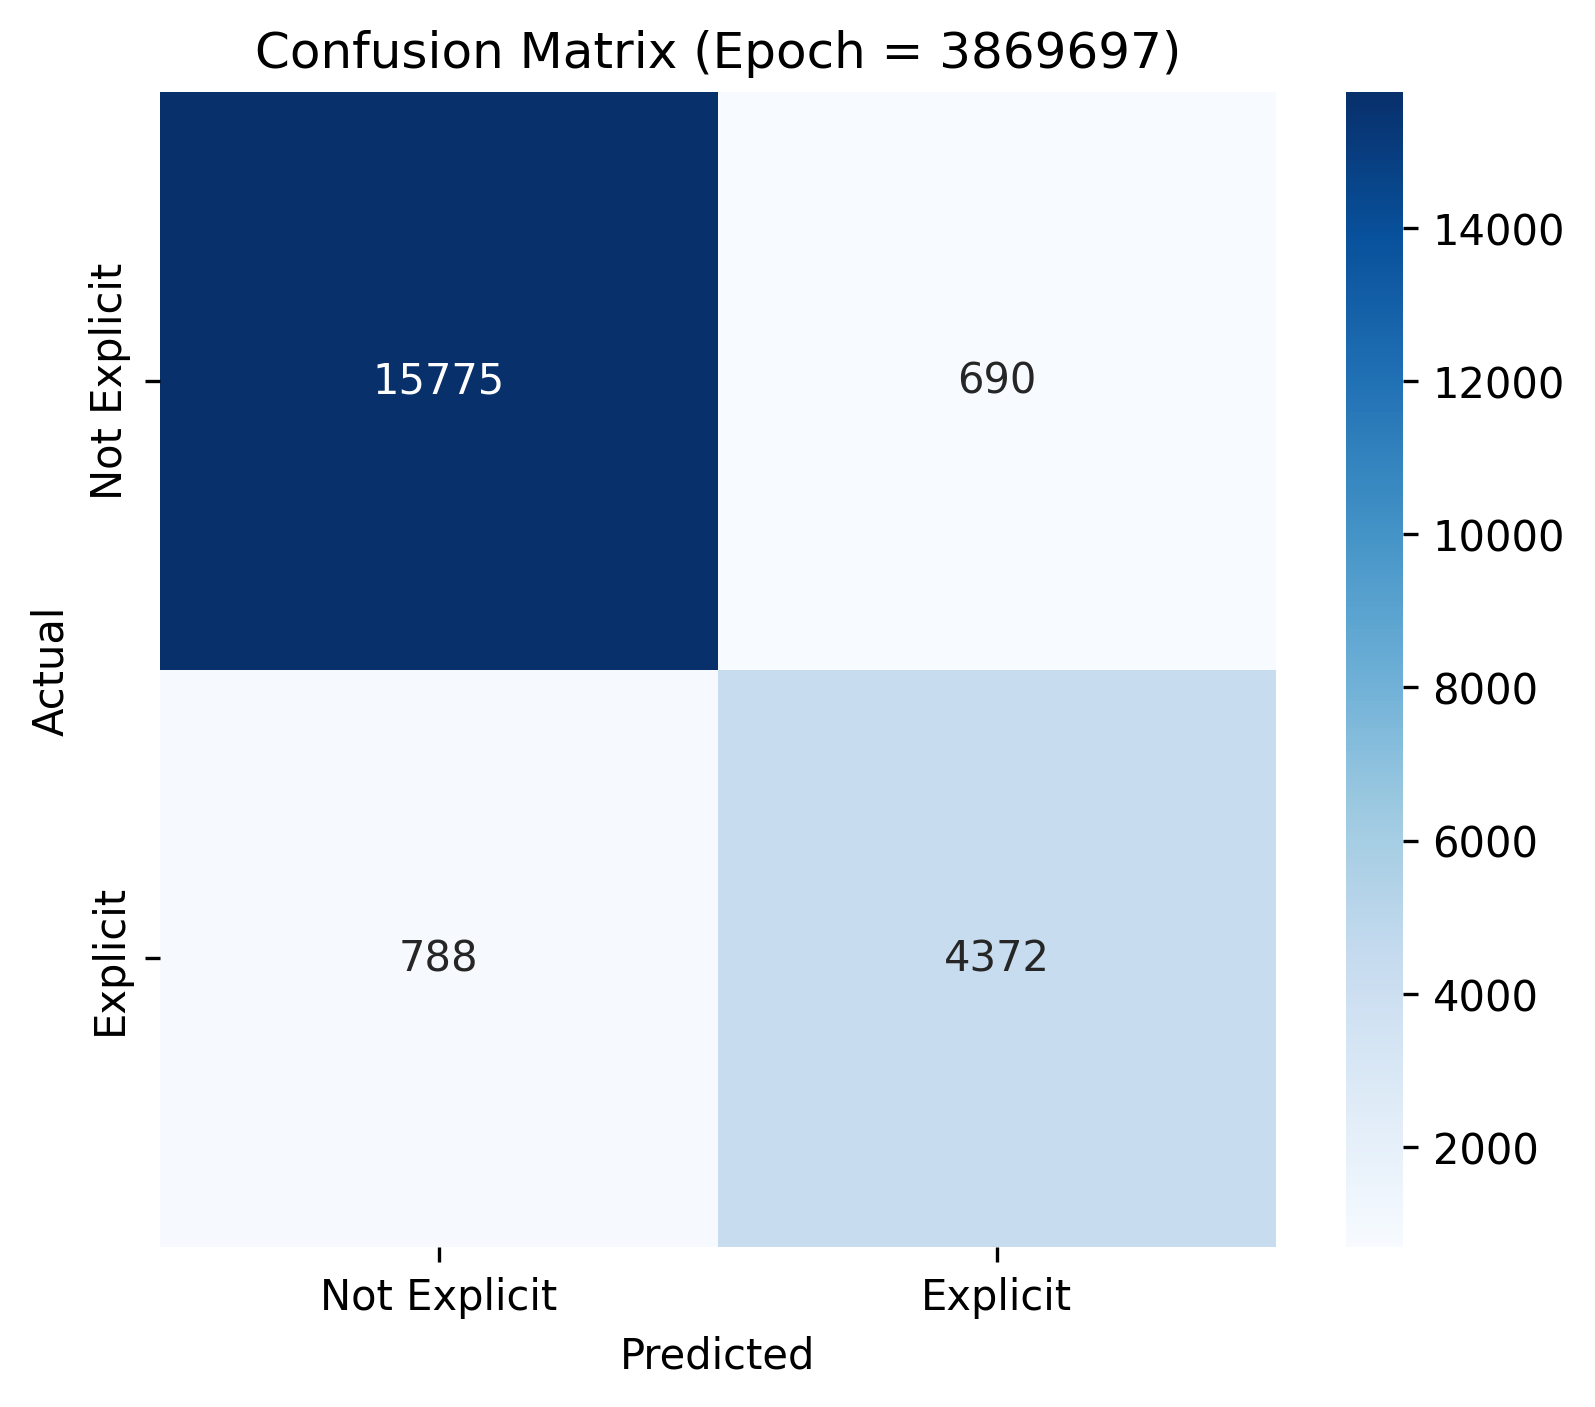 Confusion Matrix (Epoch = 3869697)
Actual
Not Explicit
15775
690
Explicit
788
4372
Not Explicit
Explicit
Predicted
14000
12000
10000
8000
6000
4000
2000